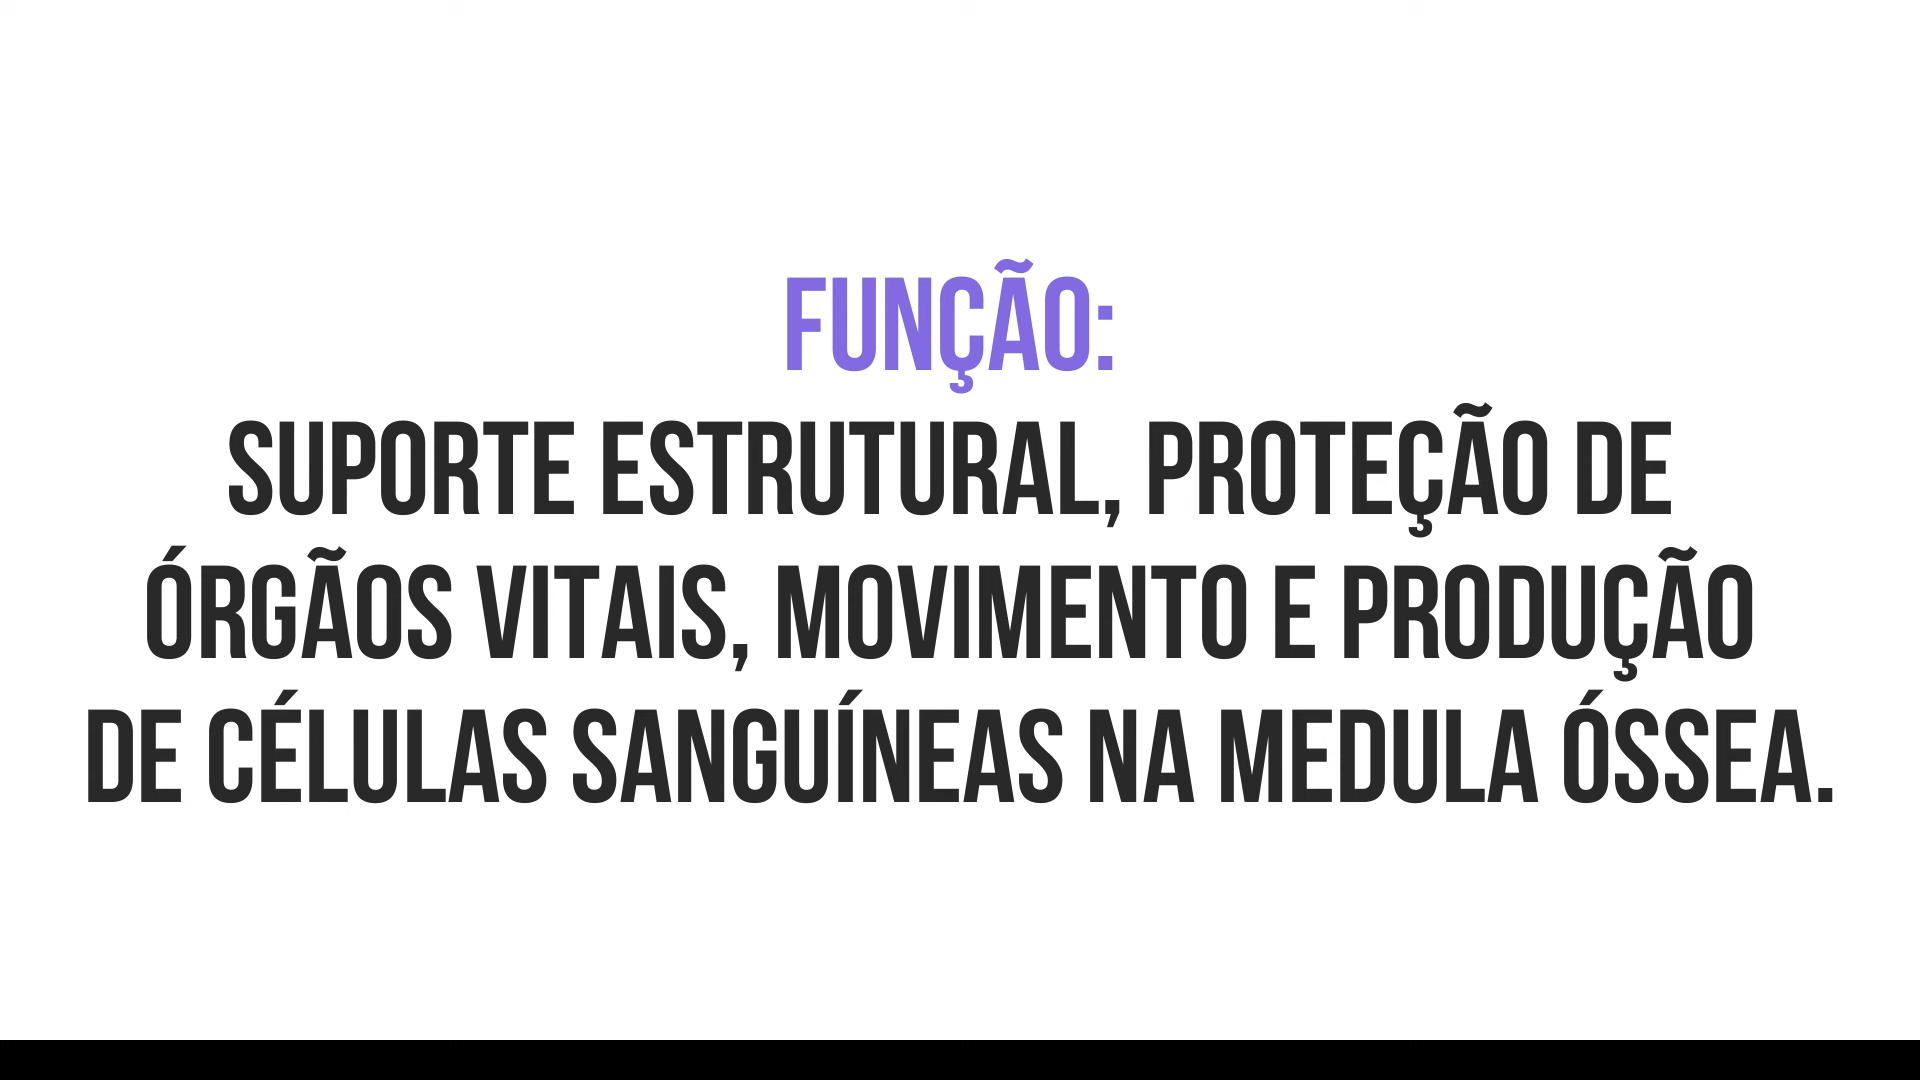 FUNÇÃO:
SUPORTE ESTRUTURAL, PROTEÇÃO DE
ÓRGÃOS VITAIS, MOVIMENTO E PRODUÇÃO
DE CÉLULAS SANGUÍNEAS NA MEDULA ÓSSEA.